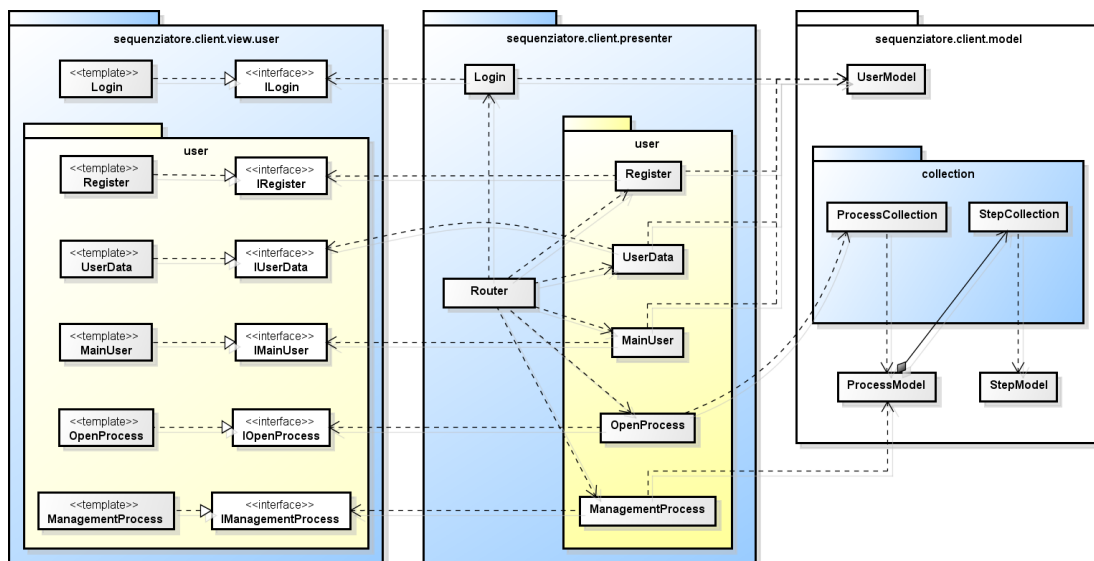 sequenziatore.client.view.user
<<template>>
Login
<<interface>>
ILogin
user
<<template>>
Register
<<interface>>
IRegister
<<template>>
UserData
<<interface>>
IUserData
<<template>>
MainUser
<<interface>>
IMainUser
<<template>>
OpenProcess
<<interface>>
IOpenProcess
<<template>>
ManagementProcess
<<interface>>
IManagementProcess
sequenziatore.client.presenter
Login
user
Register
UserData
Router
MainUser
OpenProcess
ManagementProcess
sequenziatore.client.model
UserModel
collection
ProcessCollection
StepCollection
ProcessModel
StepModel